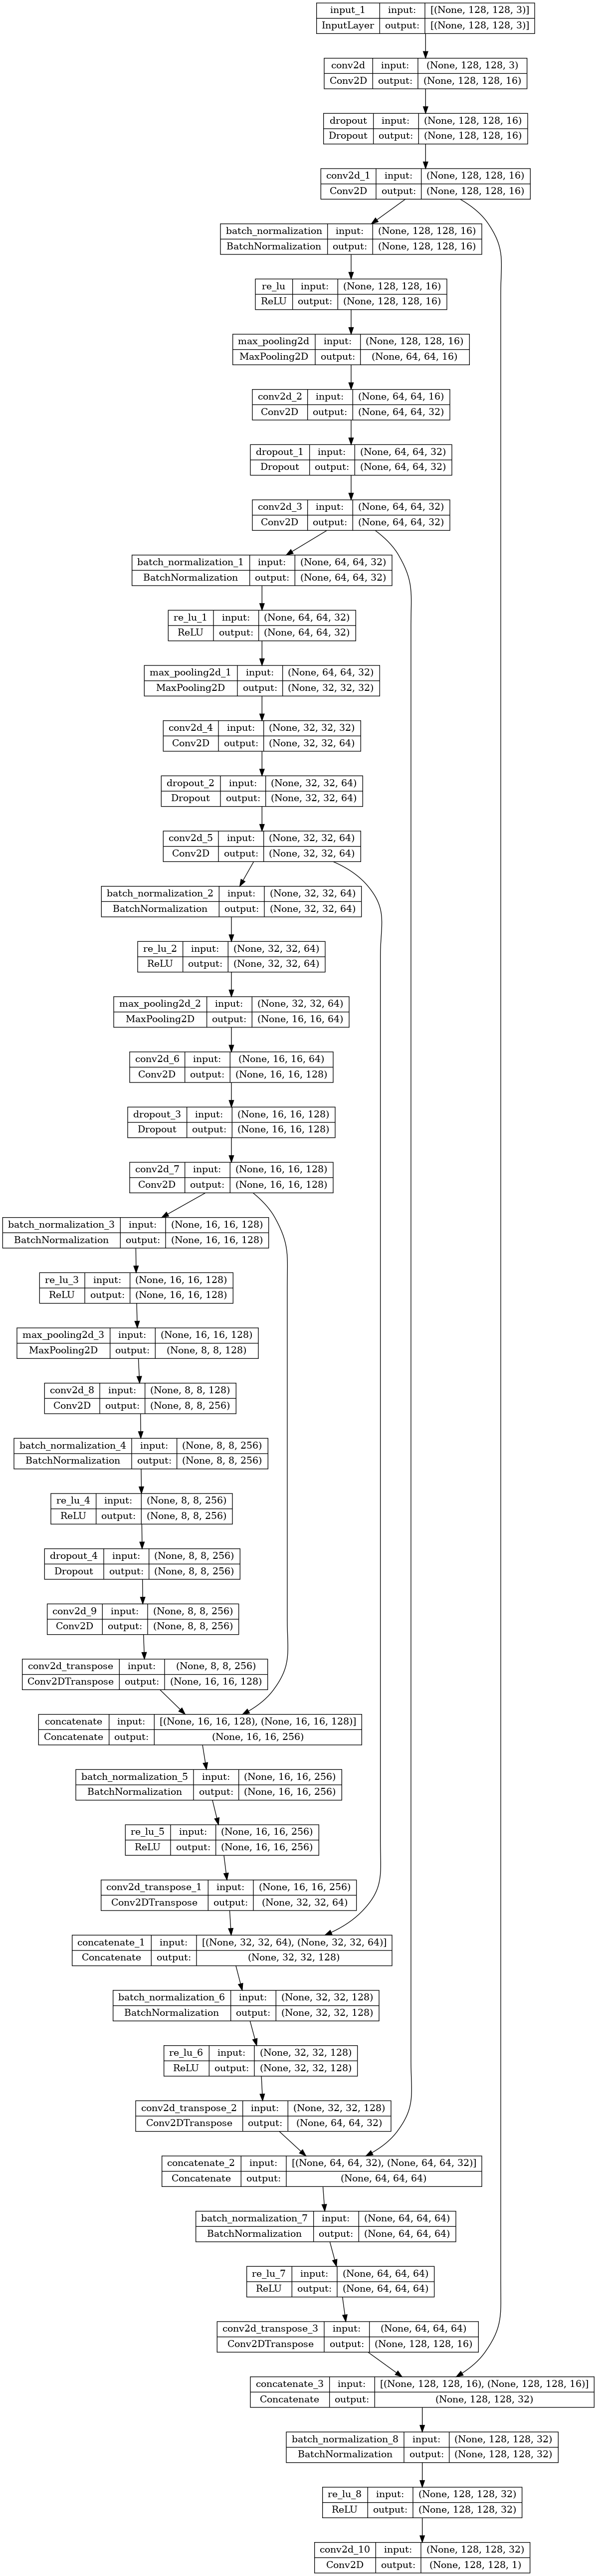 input_1 input: [(None, 128, 128, 3)]
InputLayer output: [(None, 128, 128, 3)]
conv2d input: (None, 128, 128, 3)
Conv2D output: (None, 128, 128, 16)
dropout input: (None, 128, 128, 16)
Dropout output: (None, 128, 128, 16)
conv2d_1 input: (None, 128, 128, 16)
Conv2D output: (None, 128, 128, 16)
batch_normalization input: (None, 128, 128, 16)
BatchNormalization output: (None, 128, 128, 16)
re_lu input: (None, 128, 128, 16)
ReLU output: (None, 128, 128, 16)
max_pooling2d input: (None, 128, 128, 16)
MaxPooling2D output: (None, 64, 64, 16)
conv2d_2 input: (None, 64, 64, 16)
Conv2D output: (None, 64, 64, 32)
dropout_1 input: (None, 64, 64, 32)
Dropout output: (None, 64, 64, 32)
conv2d_3 input: (None, 64, 64, 32)
Conv2D output: (None, 64, 64, 32)
batch_normalization_1 input: (None, 64, 64, 32)
BatchNormalization output: (None, 64, 64, 32)
re_lu_1 input: (None, 64, 64, 32)
ReLU output: (None, 64, 64, 32)
max_pooling2d_1 input: (None, 64, 64, 32)
MaxPooling2D output: (None, 32, 32, 32)
conv2d_4 input: (None, 32, 32, 32)
Conv2D output: (None, 32, 32, 64)
dropout_2 input: (None, 32, 32, 64)
Dropout output: (None, 32, 32, 64)
conv2d_5 input: (None, 32, 32, 64)
Conv2D output: (None, 32, 32, 64)
batch_normalization_2 input: (None, 32, 32, 64)
BatchNormalization output: (None, 32, 32, 64)
re_lu_2 input: (None, 32, 32, 64)
ReLU output: (None, 32, 32, 64)
max_pooling2d_2 input: (None, 32, 32, 64)
MaxPooling2D output: (None, 16, 16, 64)
conv2d_6 input: (None, 16, 16, 64)
Conv2D output: (None, 16, 16, 128)
dropout_3 input: (None, 16, 16, 128)
Dropout output: (None, 16, 16, 128)
conv2d_7 input: (None, 16, 16, 128)
Conv2D output: (None, 16, 16, 128)
batch_normalization_3 input: (None, 16, 16, 128)
BatchNormalization output: (None, 16, 16, 128)
re_lu_3 input: (None, 16, 16, 128)
ReLU output: (None, 16, 16, 128)
max_pooling2d_3 input: (None, 16, 16, 128)
MaxPooling2D output: (None, 8, 8, 128)
conv2d_8 input: (None, 8, 8, 128)
Conv2D output: (None, 8, 8, 256)
batch_normalization_4 input: (None, 8, 8, 256)
BatchNormalization output: (None, 8, 8, 256)
re_lu_4 input: (None, 8, 8, 256)
ReLU output: (None, 8, 8, 256)
dropout_4 input: (None, 8, 8, 256)
Dropout output: (None, 8, 8, 256)
conv2d_9 input: (None, 8, 8, 256)
Conv2D output: (None, 8, 8, 256)
conv2d_transpose input: (None, 8, 8, 256)
Conv2DTranspose output: (None, 16, 16, 128)
concatenate input: [(None, 16, 16, 128), (None, 16, 16, 128)]
Concatenate output: (None, 16, 16, 256)
batch_normalization_5 input: (None, 16, 16, 256)
BatchNormalization output: (None, 16, 16, 256)
re_lu_5 input: (None, 16, 16, 256)
ReLU output: (None, 16, 16, 256)
conv2d_transpose_1 input: (None, 16, 16, 256)
Conv2DTranspose output: (None, 32, 32, 64)
concatenate_1 input: [(None, 32, 32, 64), (None, 32, 32, 64)]
Concatenate output: (None, 32, 32, 128)
batch_normalization_6 input: (None, 32, 32, 128)
BatchNormalization output: (None, 32, 32, 128)
re_lu_6 input: (None, 32, 32, 128)
ReLU output: (None, 32, 32, 128)
conv2d_transpose_2 input: (None, 32, 32, 128)
Conv2DTranspose output: (None, 64, 64, 32)
concatenate_2 input: [(None, 64, 64, 32), (None, 64, 64, 32)]
Concatenate output: (None, 64, 64, 64)
batch_normalization_7 input: (None, 64, 64, 64)
BatchNormalization output: (None, 64, 64, 64)
re_lu_7 input: (None, 64, 64, 64)
ReLU output: (None, 64, 64, 64)
conv2d_transpose_3 input: (None, 64, 64, 64)
Conv2DTranspose output: (None, 128, 128, 16)
concatenate_3 input: [(None, 128, 128, 16), (None, 128, 128, 16)]
Concatenate output: (None, 128, 128, 32)
batch_normalization_8 input: (None, 128, 128, 32)
BatchNormalization output: (None, 128, 128, 32)
re_lu_8 input: (None, 128, 128, 32)
ReLU output: (None, 128, 128, 32)
conv2d_10 input: (None, 128, 128, 32)
Conv2D output: (None, 128, 128, 1)